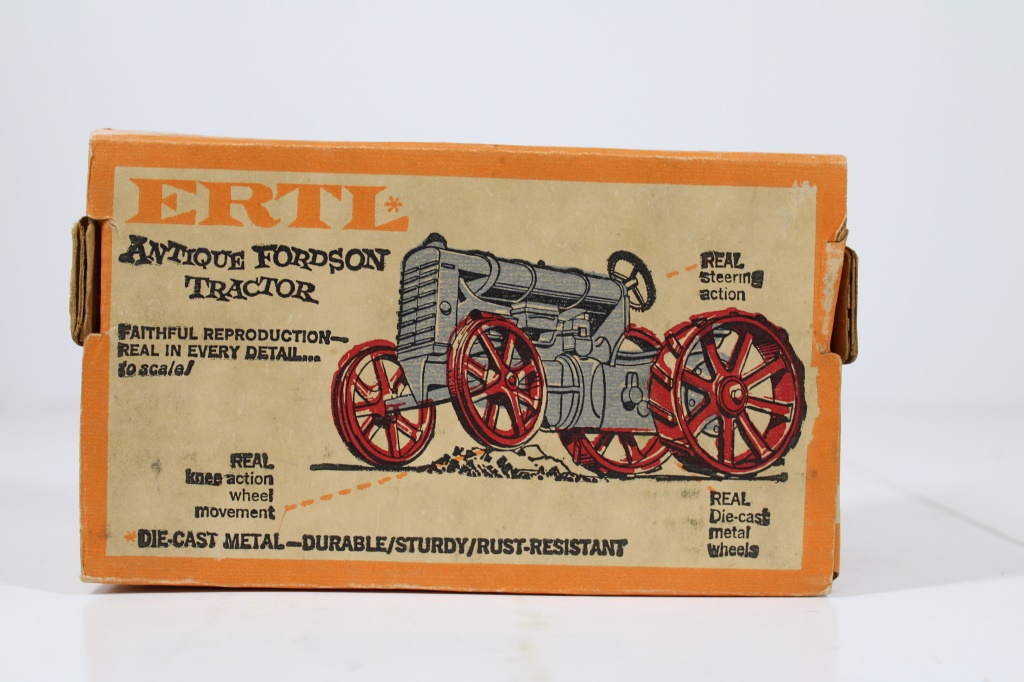 ERTL*
ANTIQUE FORDSON
TRACTOR
FAITHFUL REPRODUCTION—
REAL IN EVERY DETAIL....
to scale!
REAL
steering
action
REAL
knee action
wheel
movement
REAL
Die-cast
metal
wheels
*DIE-CAST METAL—DURABLE/STURDY/RUST-RESISTANT